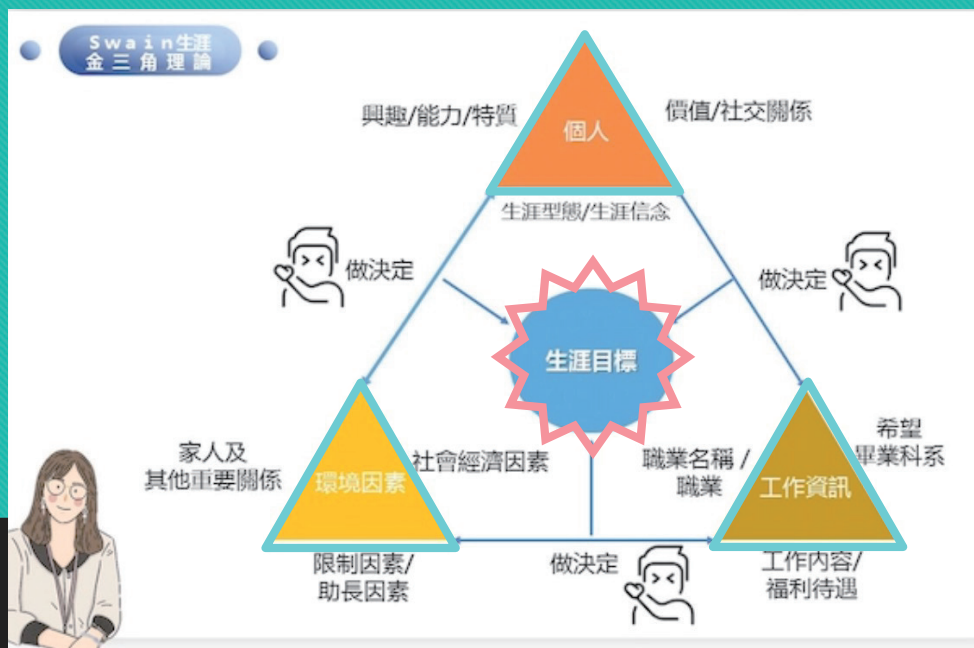 Swain生涯
金三角理論
興趣/能力/特質
個人
價值/社交關係
生涯型態/生涯信念
做決定
做決定
生涯目標
家人及
其他重要關係
環境因素
社會經濟因素
限制因素/
助長因素
職業名稱/
職業
工作資訊
希望
畢業科系
工作內容/
福利待遇
做決定